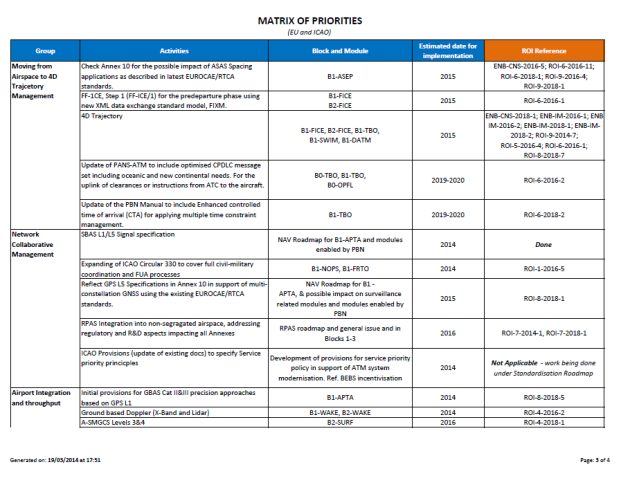 MATRIX OF PRIORITIES
(EU and ICAO)
Group Activities Block and Module Estimated date for implementation ROI Reference
Moving from
Airspace to 4D
Trajcetory
Management
Check Annex 10 for the possible impact of ASAS Spacing
applications as described in latest EUROCAE/RTCA
standards.
B1-ASEP
2015
ENB-CNS-2016-5; ROI-6-2016-11;
ROI-6-2018-1; ROI-9-2016-4;
ROI-9-2018-1
FF-1CE, Step 1 (FF-ICE/1) for the predeparture phase using
new XML data exchange standard model, FIXM.
B1-FICE
B2-FICE
2015
ROI-6-2016-1
4D Trajectory
B1-FICE, B2-FICE, B1-TBO,
B1-SWIM, B1-DATM
2015
ENB-CNS-2018-1; ENB-IM-2016-1; ENB
IM-2016-2; ENB-IM-2018-1; ENB-IM-
2018-2; ROI-9-2014-7;
ROI-5-2016-4; ROI-6-2016-1;
ROI-8-2018-7
Update of PANS-ATM to include optimised CPDLC message
set including oceanic and new continental needs. For the
uplink of clearances or instructions from ATC to the aircraft.
B0-TBO, B1-TBO,
B0-OPFL
2019-2020
ROI-6-2016-2
Update of the PBN Manual to include Enhanced controlled
time of arrival (CTA) for applying multiple time constraint
management.
B1-TBO
2019-2020
ROI-6-2018-2
Network
Collaborative
Management
SBAS L1/L5 Signal specification
NAV Roadmap for B1-APTA and modules
enabled by PBN
2014
Done
Expanding of ICAO Circular 330 to cover full civil-military
coordination and FUA processes
B1-NOPS, B1-FRTO
2014
ROI-1-2016-5
Reflect GPS L5 Specifications in Annex 10 in support of multi-
constellation GNSS using the existing EUROCAE/RTCA
standards.
NAV Roadmap for B1 -
APTA, & possible impact on surveillance
related modules and modules enabled by
PBN
2015
ROI-8-2018-1
RPAS Integration into non-segragated airspace, addressing
regulatory and R&D aspects impacting all Annexes
RPAS roadmap and general issue and in
Blocks 1-3
2016
ROI-7-2014-1, ROI-7-2018-1
ICAO Provisions (update of existing docs) to specify Service
priority principciples
Development of provisions for service priority
policy in support of ATM system
modernisation. Ref. BEBS incentivisation
2014
Not Applicable - work being done
under Standardisation Roadmap
Airport Integration
and throughput
Initial provisions for GBAS Cat II&III precision approaches
based on GPS L1
B1-APTA
2014
ROI-8-2018-5
Ground based Doppler (X-Band and Lidar)
B1-WAKE, B2-WAKE
2014
ROI-4-2016-2
A-SMGCS Levels 3&4
B2-SURF
2016
ROI-4-2018-1
Generated on: 19/05/2014 at 17:51
Page: 3 of 4